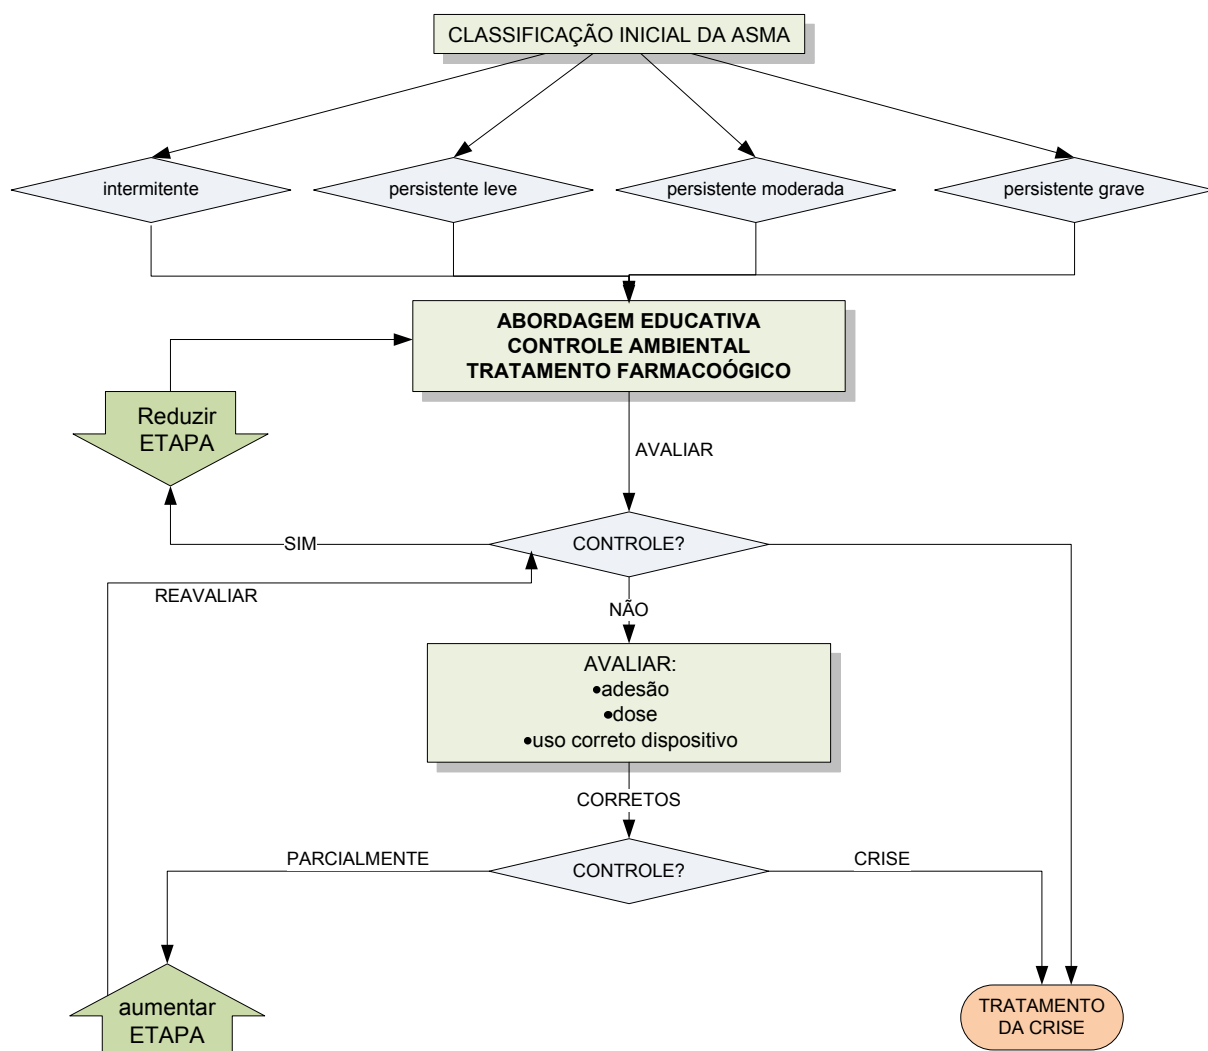 CLASSIFICAÇÃO INICIAL DA ASMA
intermitente
persistente leve
persistente moderada
persistente grave
ABORDAGEM EDUCATIVA
CONTROLE AMBIENTAL
TRATAMENTO FARMACOÓGICO
Reduzir
ETAPA
AVALIAR
SIM
CONTROLE?
REAVALIAR
NÃO
AVALIAR:
•adesão
•dose
•uso correto dispositivo
CORRETOS
PARCIALMENTE
CONTROLE?
CRISE
aumentar
ETAPA
TRATAMENTO
DA CRISE